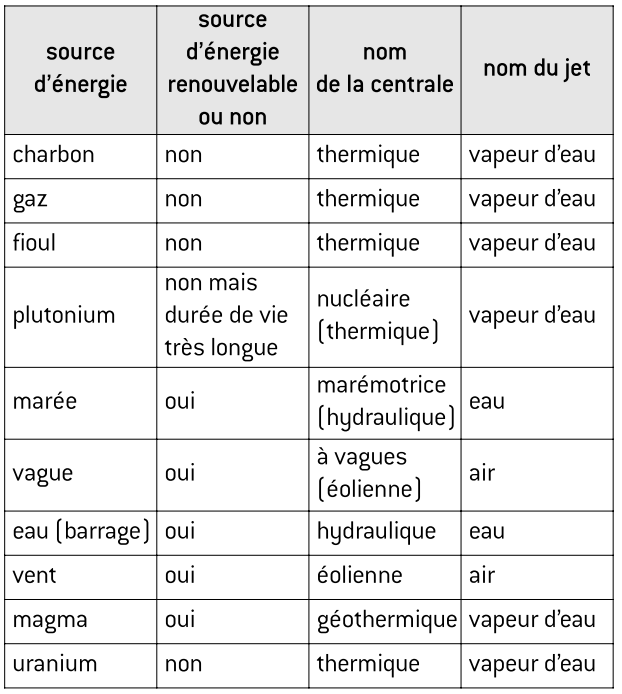 source d'énergie | source d'énergie renouvelable ou non | nom de la centrale | nom du jet
charbon | non | thermique | vapeur d'eau
gaz | non | thermique | vapeur d'eau
fioul | non | thermique | vapeur d'eau
plutonium | non mais durée de vie très longue | nucléaire (thermique) | vapeur d'eau
marée | oui | marémotrice (hydraulique) | eau
vague | oui | à vagues (éolienne) | air
eau (barrage) | oui | hydraulique | eau
vent | oui | éolienne | air
magma | oui | géothermique | vapeur d'eau
uranium | non | thermique | vapeur d'eau